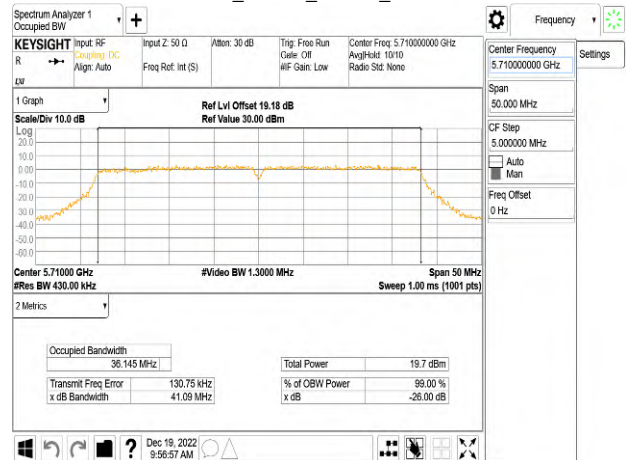 Spectrum Analyzer 1
Occupied BW
Frequency
KEYSIGHT
R
Input: RF
Coupling: DC
Align: Auto
Input Z: 50 Ω
Freq Ref: Int (S)
Atten: 30 dB
Trig: Free Run
Gate: Off
#IF Gain: Low
Center Freq: 5.710000000 GHz
Avg|Hold: 10/10
Radio Std: None
Center Frequency
5.710000000 GHz
Settings
Span
50.000 MHz
CF Step
5.000000 MHz
Auto
Man
Freq Offset
0 Hz
1 Graph
Scale/Div 10.0 dB
Ref Lvl Offset 19.18 dB
Ref Value 30.00 dBm
Log
20.0
10.0
0.00
-10.0
-20.0
-30.0
-40.0
-50.0
-60.0
Center 5.71000 GHz
#Res BW 430.00 kHz
#Video BW 1.3000 MHz
Span 50 MHz
Sweep 1.00 ms (1001 pts)
2 Metrics
Occupied Bandwidth
36.145 MHz
Transmit Freq Error 130.75 kHz
x dB Bandwidth 41.09 MHz
Total Power 19.7 dBm
% of OBW Power 99.00 %
x dB -26.00 dB
?
Dec 19, 2022
9:56:57 AM